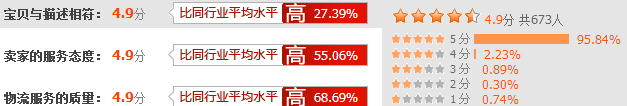 宝贝与描述相符： 4.9分 比同行业平均水平 高 27.39%
卖家的服务态度： 4.9分 比同行业平均水平 高 55.06%
物流服务的质量： 4.9分 比同行业平均水平 高 68.69%
4.9分 共673人
5分 95.84%
4分 2.23%
3分 0.89%
2分 0.30%
1分 0.74%